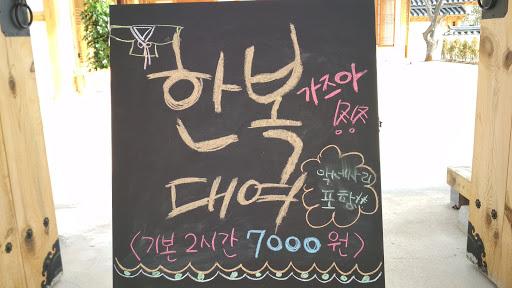 한복
가즈아
대여
악세사리
포함
<기본 2시간 7000원>